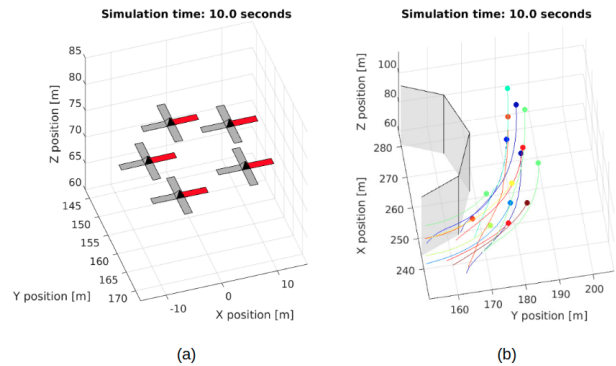 Simulation time: 10.0 seconds
Z position [m]
85
80
75
70
65
60
145
150
155
160
165
170
Y position [m]
-10
0
10
X position [m]
(a)
Simulation time: 10.0 seconds
Z position [m]
100
80
60
280
270
260
250
240
X position [m]
160
170
180
190
200
Y position [m]
(b)